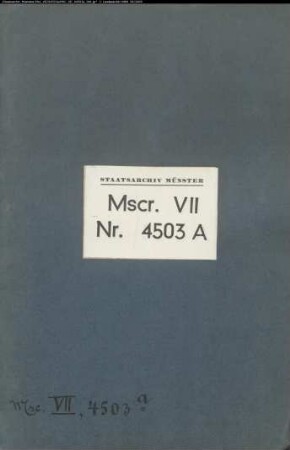 STAATSARCHIV MÜNSTER
Mscr. VII
Nr. 4503 A
Msc. VII, 4503 a